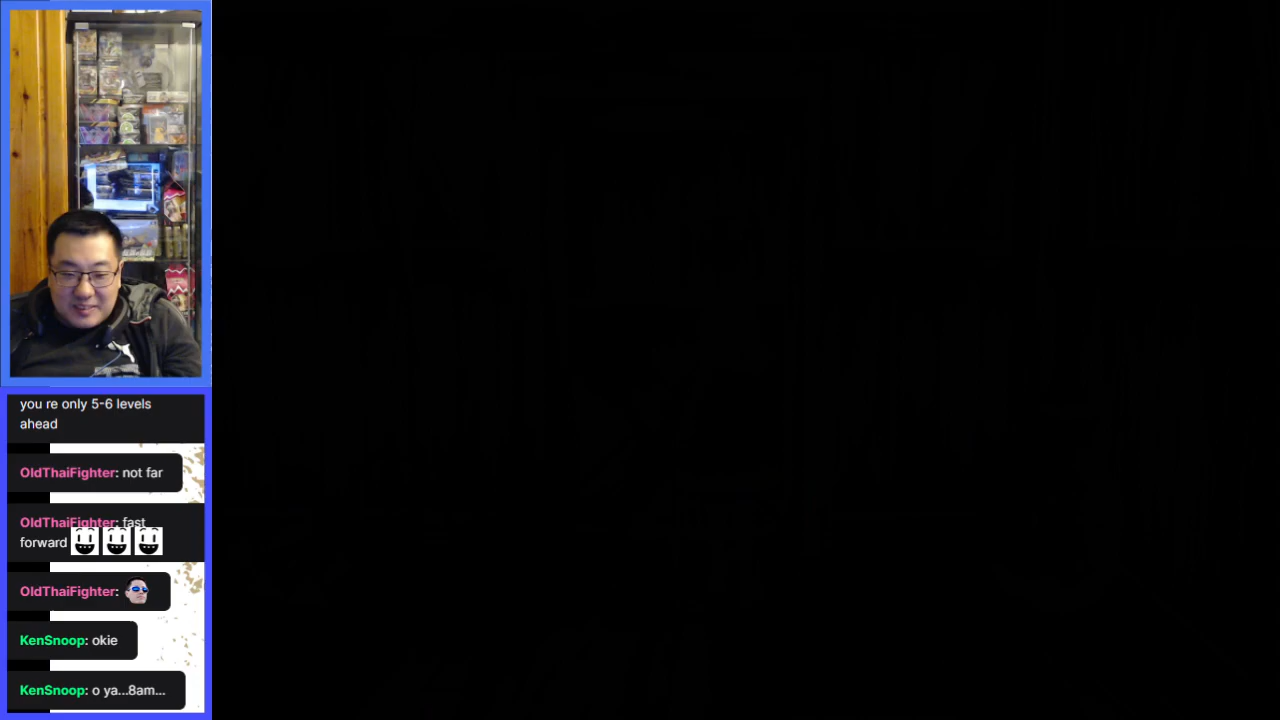 you re only 5-6 levels
ahead
OldThaiFighter: not far
OldThaiFighter: fast
forward
OldThaiFighter:
KenSnoop: okie
KenSnoop: o ya...8am...